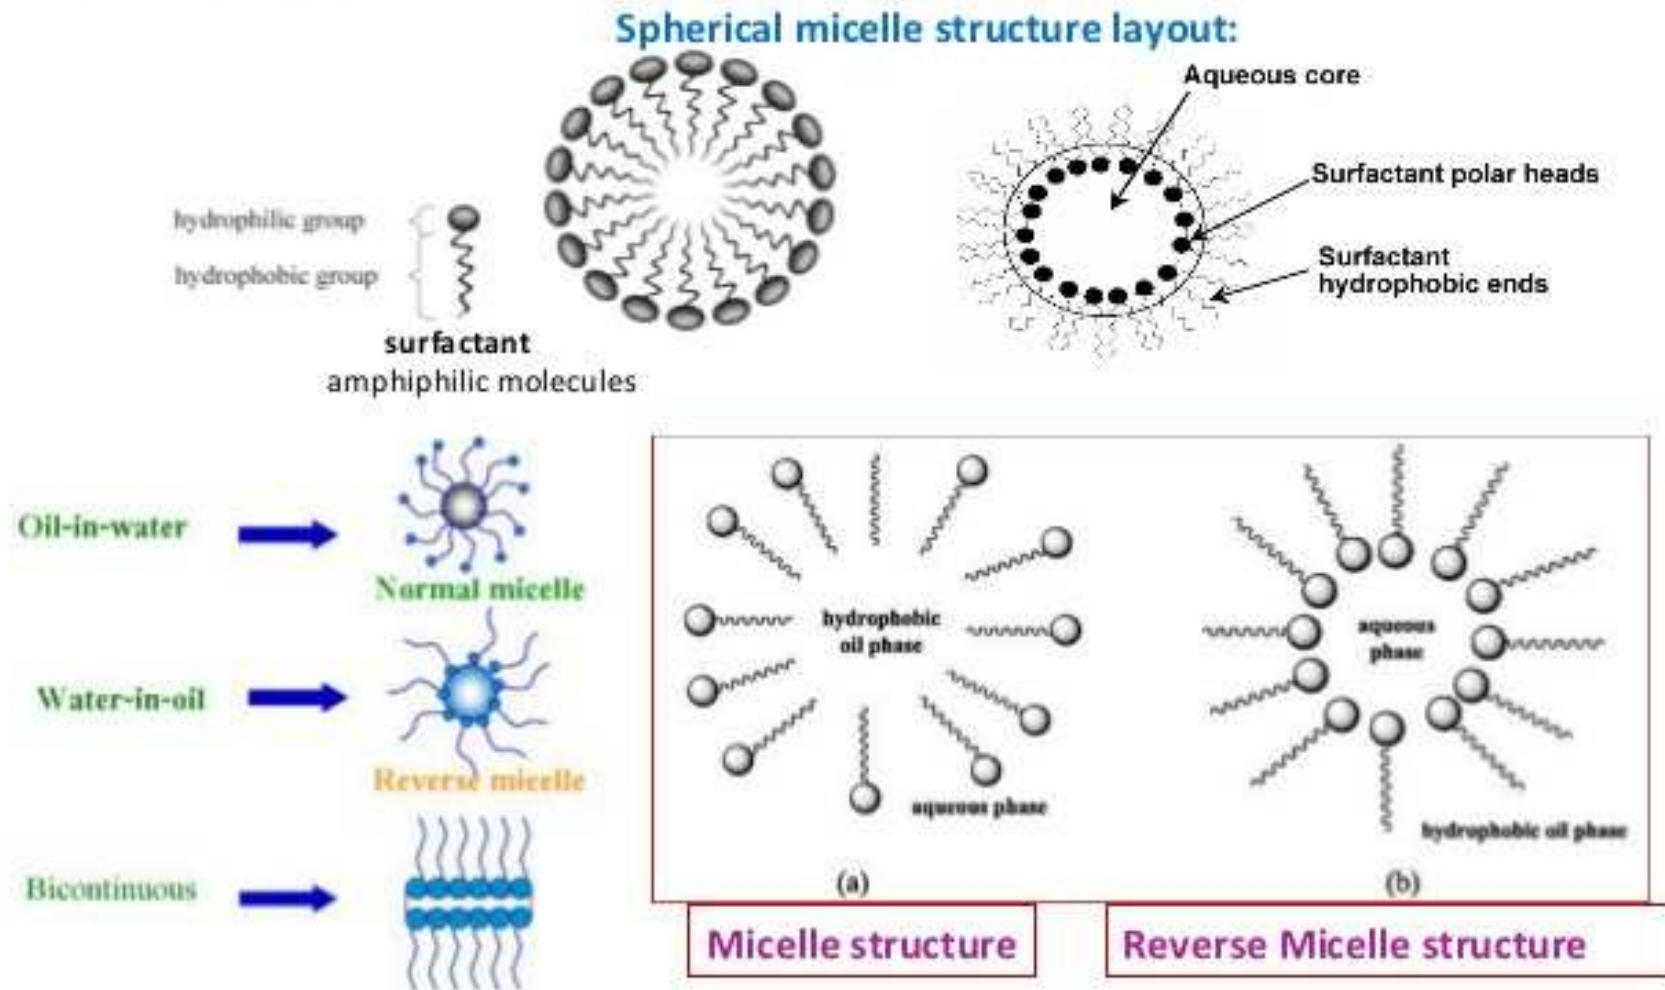 Spherical micelle structure layout:
Aqueous core
Surfactant polar heads
Surfactant
hydrophobic ends
hydrophilic group
hydrophobic group
surfactant
amphiphilic molecules
Oil-in-water
Normal micelle
Water-in-oil
Reverse micelle
Bicontinuous
hydrophobic
oil phase
aqueous phase
(a)
aqueous
phase
hydrophobic oil phase
(b)
Micelle structure
Reverse Micelle structure